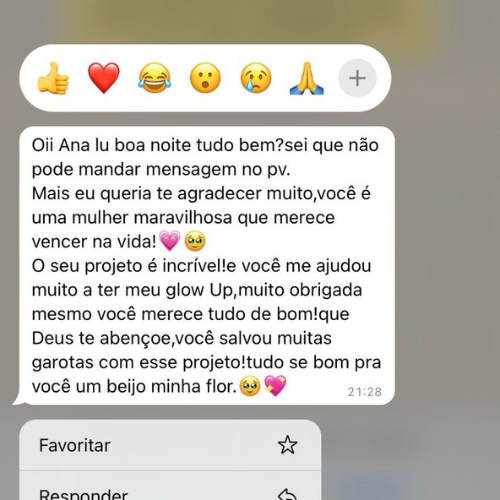 Oii Ana lu boa noite tudo bem?sei que não
pode mandar mensagem no pv.
Mais eu queria te agradecer muito,você é
uma mulher maravilhosa que merece
vencer na vida!💗🥹
O seu projeto é incrível!e você me ajudou
muito a ter meu glow Up,muito obrigada
mesmo você merece tudo de bom!que
Deus te abençoe,você salvou muitas
garotas com esse projeto!tudo se bom pra
você um beijo minha flor.🥹💖
21:28
Favoritar
Responder